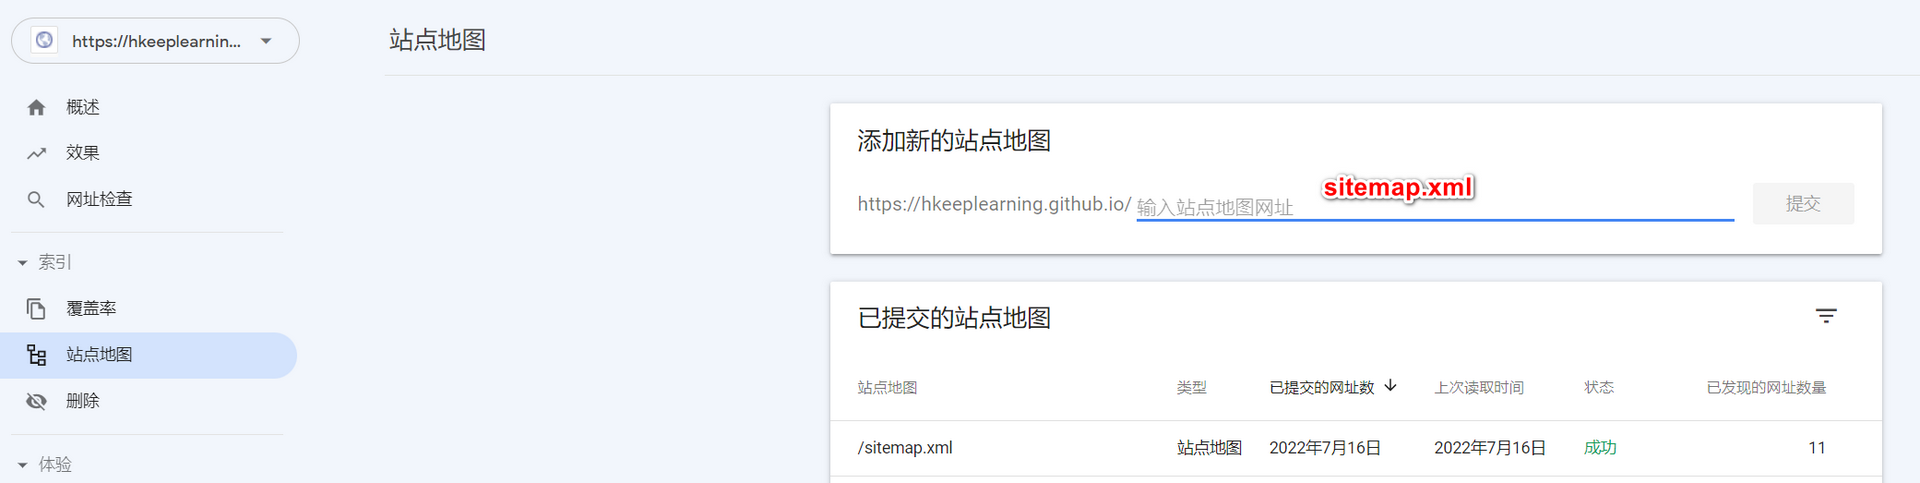 https://hkeeplearnin...
站点地图
概述
效果
网址检查
索引
覆盖率
站点地图
删除
体验
添加新的站点地图
sitemap.xml
https://hkeeplearning.github.io/ 输入站点地图网址 提交
已提交的站点地图
站点地图 类型 已提交的网址数 上次读取时间 状态 已发现的网址数量
/sitemap.xml 站点地图 2022年7月16日 2022年7月16日 成功 11